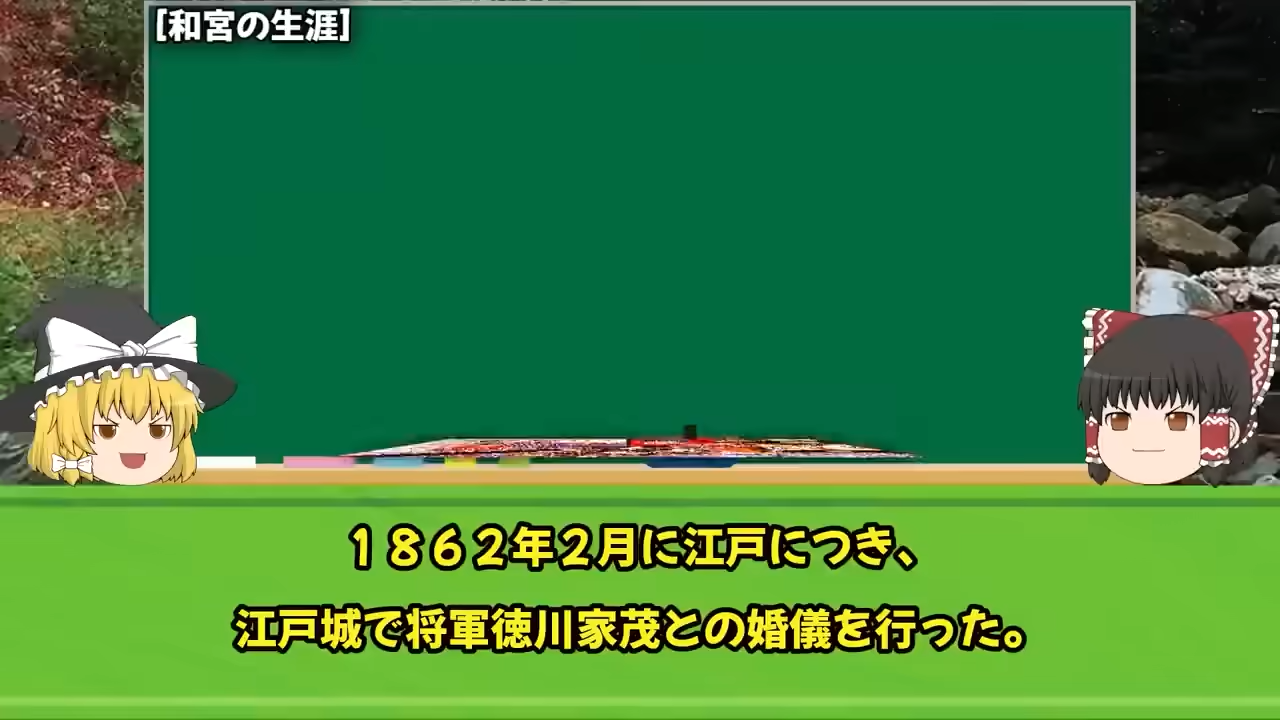 [和宮の生涯]
１８６２年２月に江戸につき、
江戸城で将軍徳川家茂との婚儀を行った。